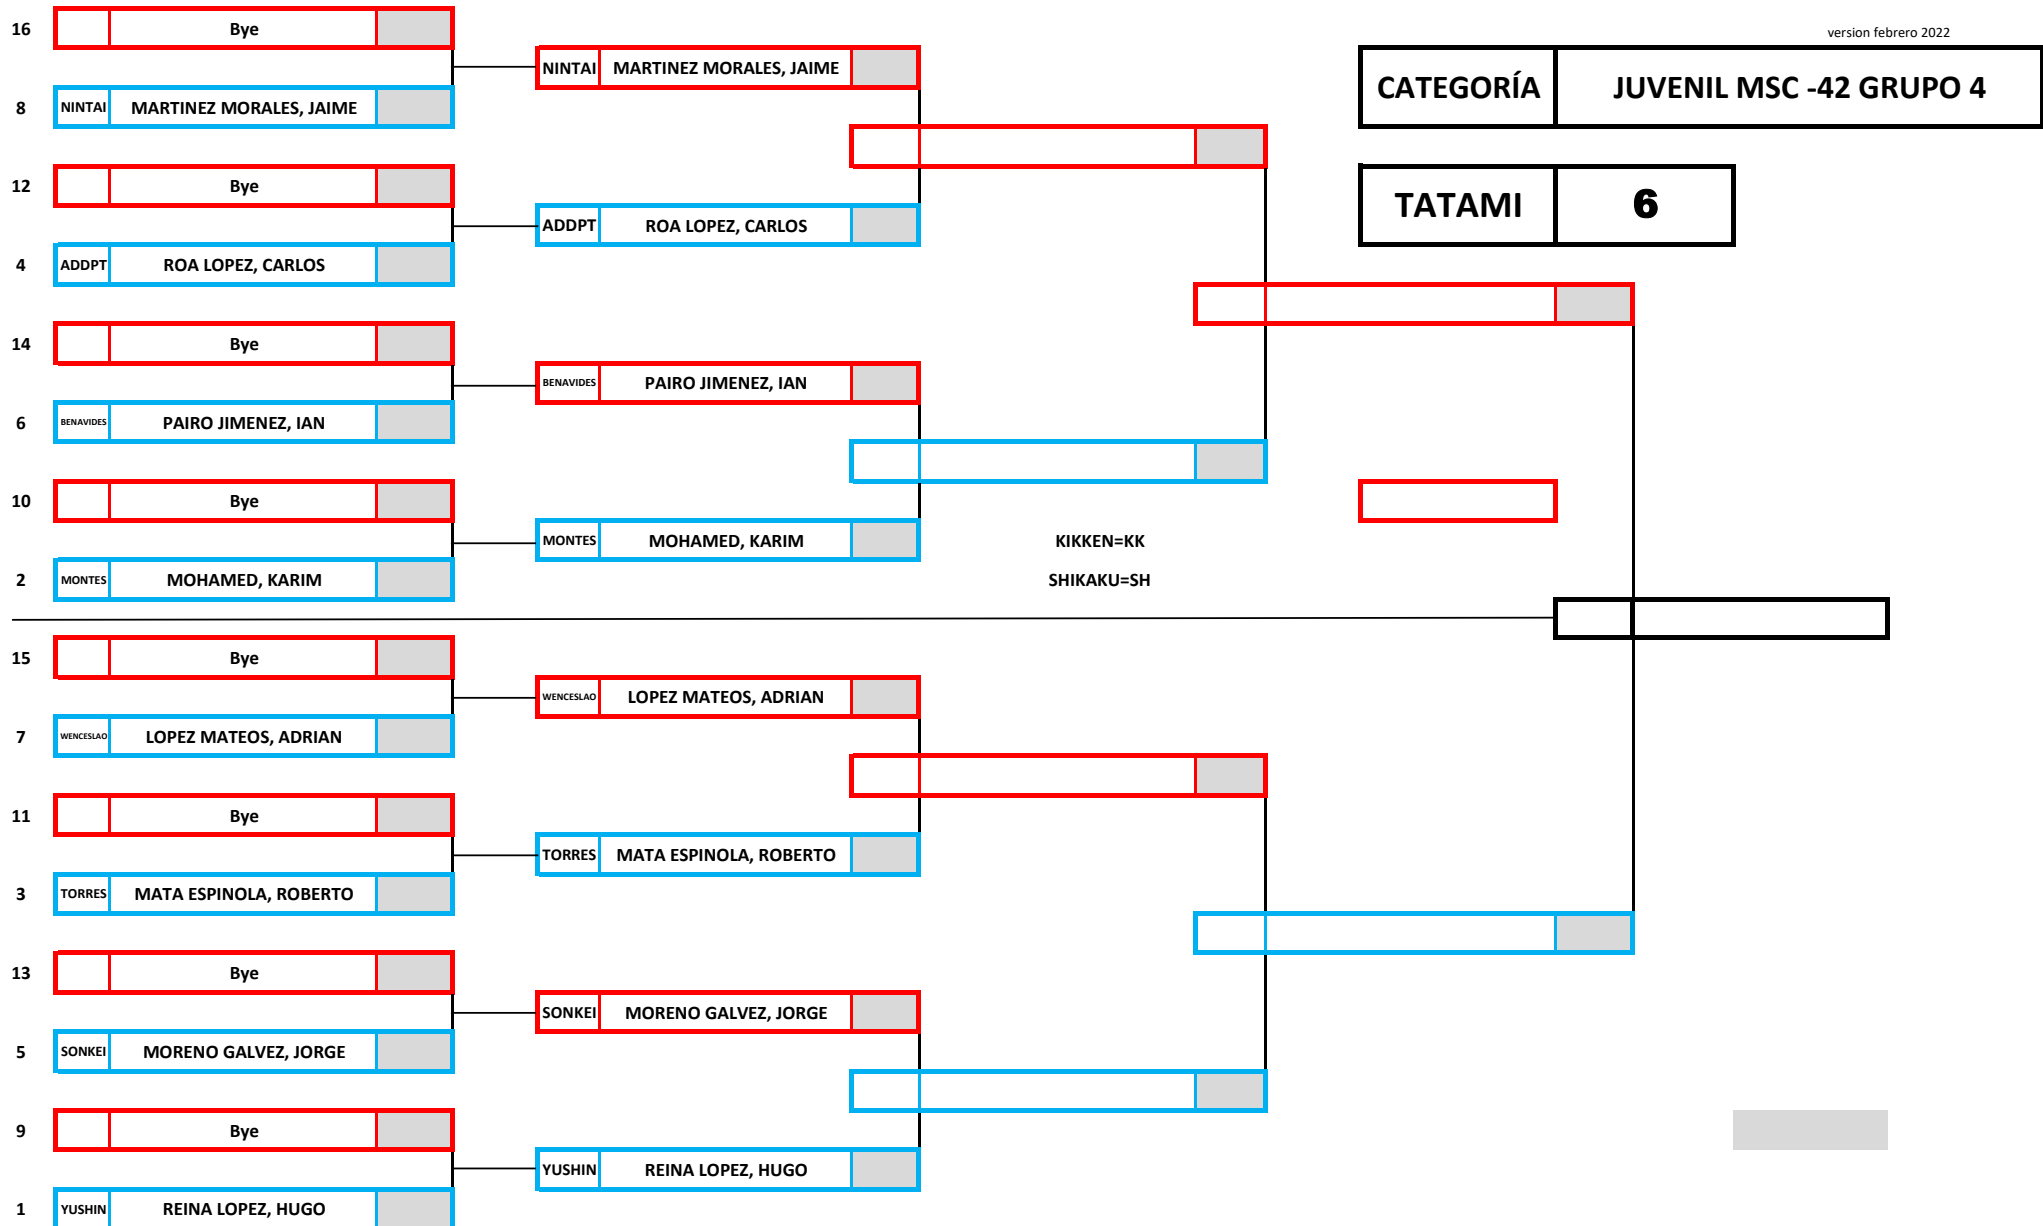 version febrero 2022
CATEGORÍA JUVENIL MSC -42 GRUPO 4
TATAMI 6
16 Bye
8 NINTAI MARTINEZ MORALES, JAIME
12 Bye
4 ADDPT ROA LOPEZ, CARLOS
14 Bye
6 BENAVIDES PAIRO JIMENEZ, IAN
10 Bye
2 MONTES MOHAMED, KARIM
15 Bye
7 WENCESLAO LOPEZ MATEOS, ADRIAN
11 Bye
3 TORRES MATA ESPINOLA, ROBERTO
13 Bye
5 SONKEI MORENO GALVEZ, JORGE
9 Bye
1 YUSHIN REINA LOPEZ, HUGO
NINTAI MARTINEZ MORALES, JAIME
ADDPT ROA LOPEZ, CARLOS
BENAVIDES PAIRO JIMENEZ, IAN
MONTES MOHAMED, KARIM
WENCESLAO LOPEZ MATEOS, ADRIAN
TORRES MATA ESPINOLA, ROBERTO
SONKEI MORENO GALVEZ, JORGE
YUSHIN REINA LOPEZ, HUGO
KIKKEN=KK
SHIKAKU=SH